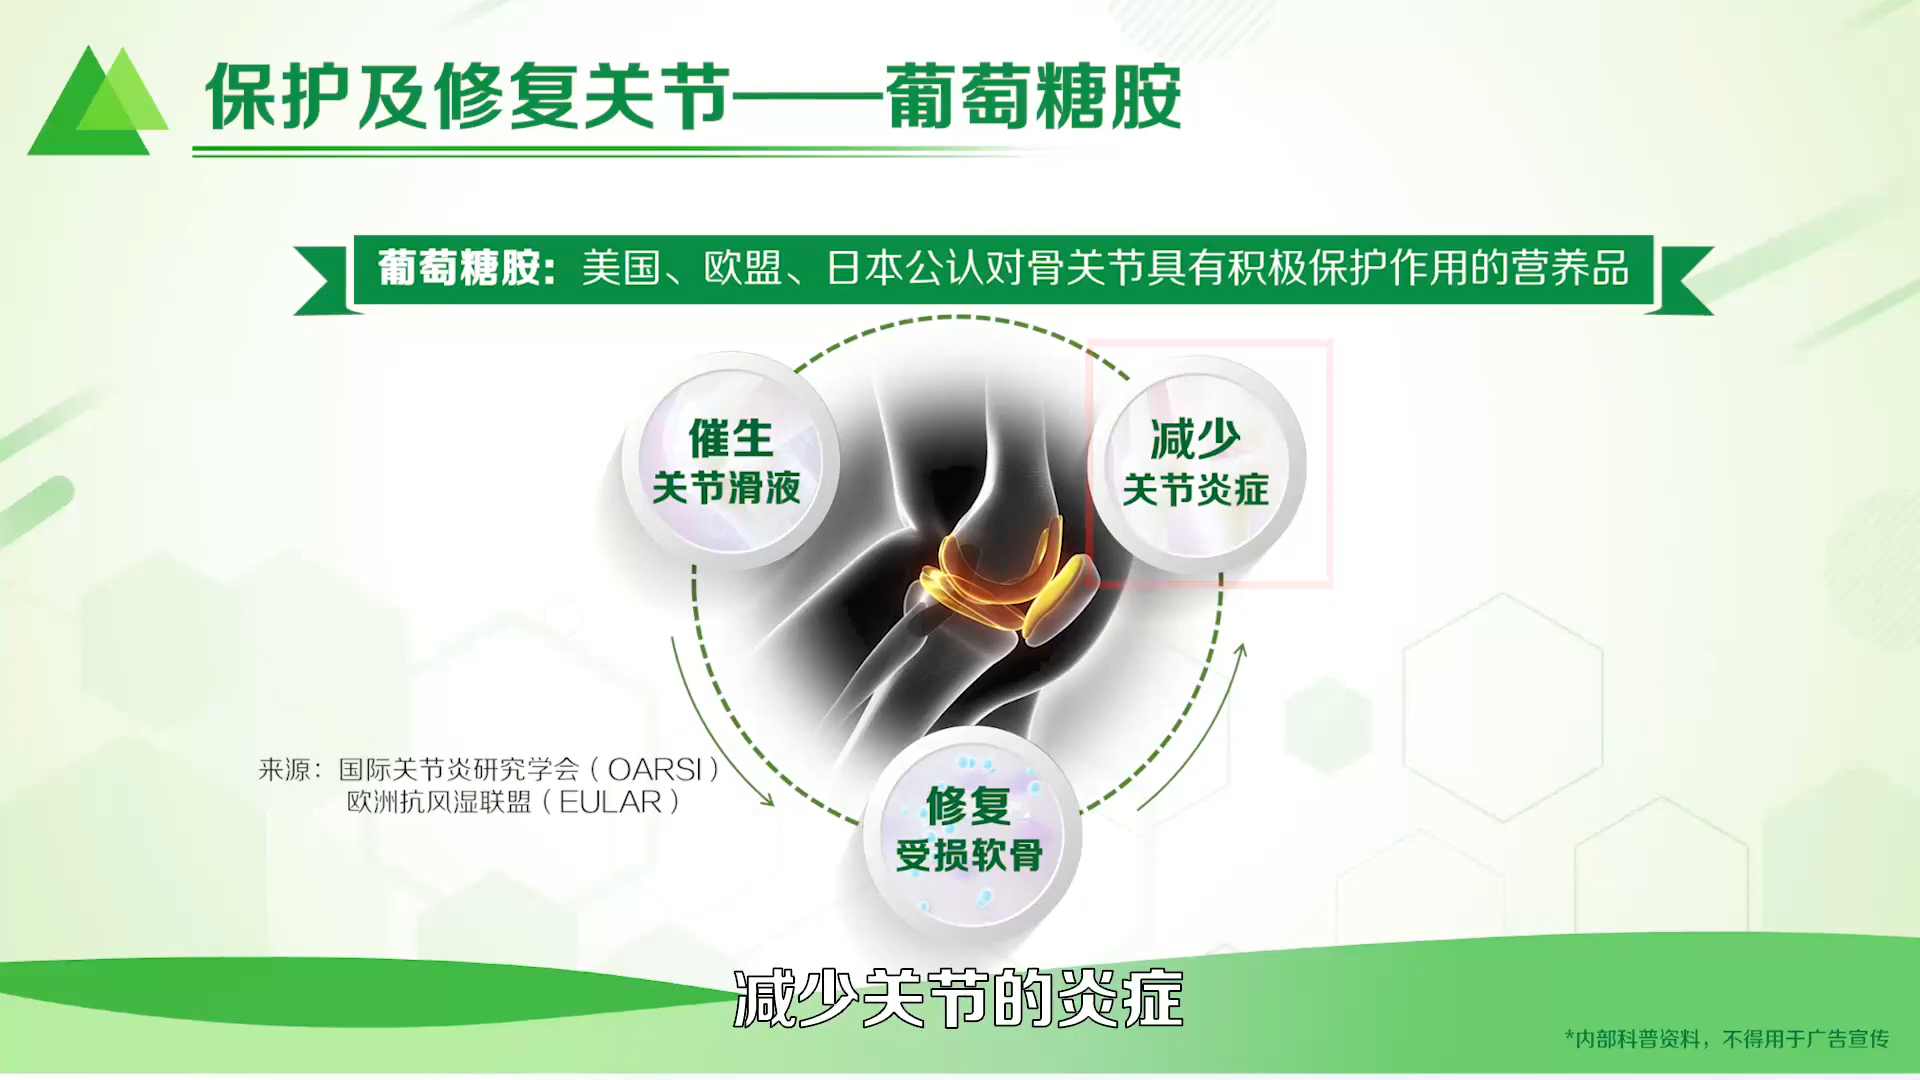 保护及修复关节——葡萄糖胺
葡萄糖胺：美国、欧盟、日本公认对骨关节具有积极保护作用的营养品
催生
关节滑液
减少
关节炎症
修复
受损软骨
来源：国际关节炎研究学会（OARSI）
欧洲抗风湿联盟（EULAR）
减少关节的炎症
*内部科普资料，不得用于广告宣传